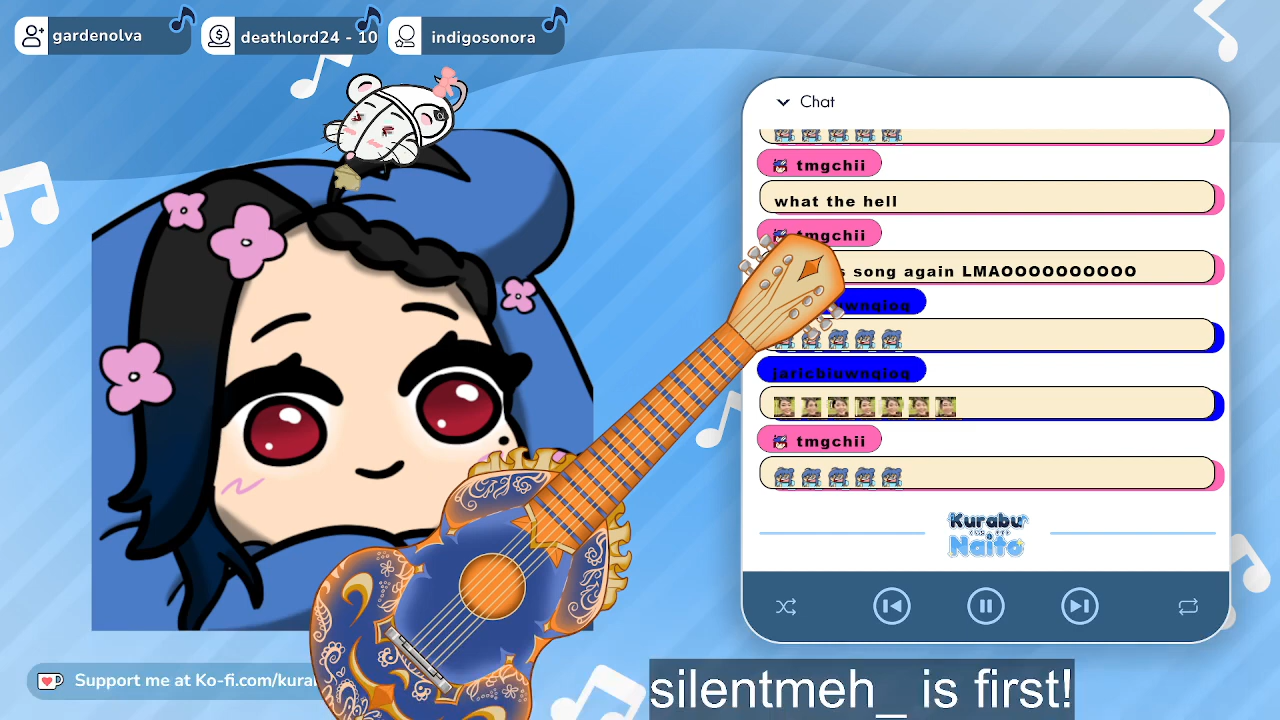 gardenolva
deathlord24 - 10
indigosonora
Chat
tmgchii
what the hell
tmgchii
song again LMAOOOOOOOOOO
jaricbiuwnqioq
tmgchii
Kurabu
Naito
Support me at Ko-fi.com/kura
silentmeh_ is first!